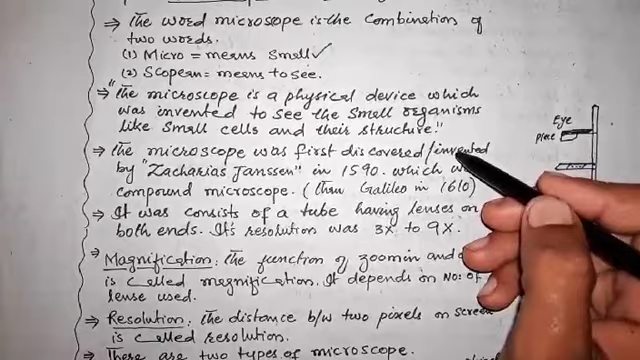 ⇒ The word microscope is the Combination of
two words.
(1) Micro = means small ✓
(2) Scopean = means to see.
⇒ "The microscope is a physical device which
was invented to see the small organisms
like small cells and their structure."
⇒ The microscope was first discovered/invented
by "Zacharias Janssen" in 1590. which
compound microscope. (then Galileo in 1610)
⇒ It was consists of a tube having lenses on
both ends. It's resolution was 3x to 9x.
⇒ Magnification: The function of zoomin and
is called magnification. It depends on No: of
lense used.
⇒ Resolution: The distance b/w two pixels on screen
is called resolution.
⇒ These are two types of microscope.
Eye
piece